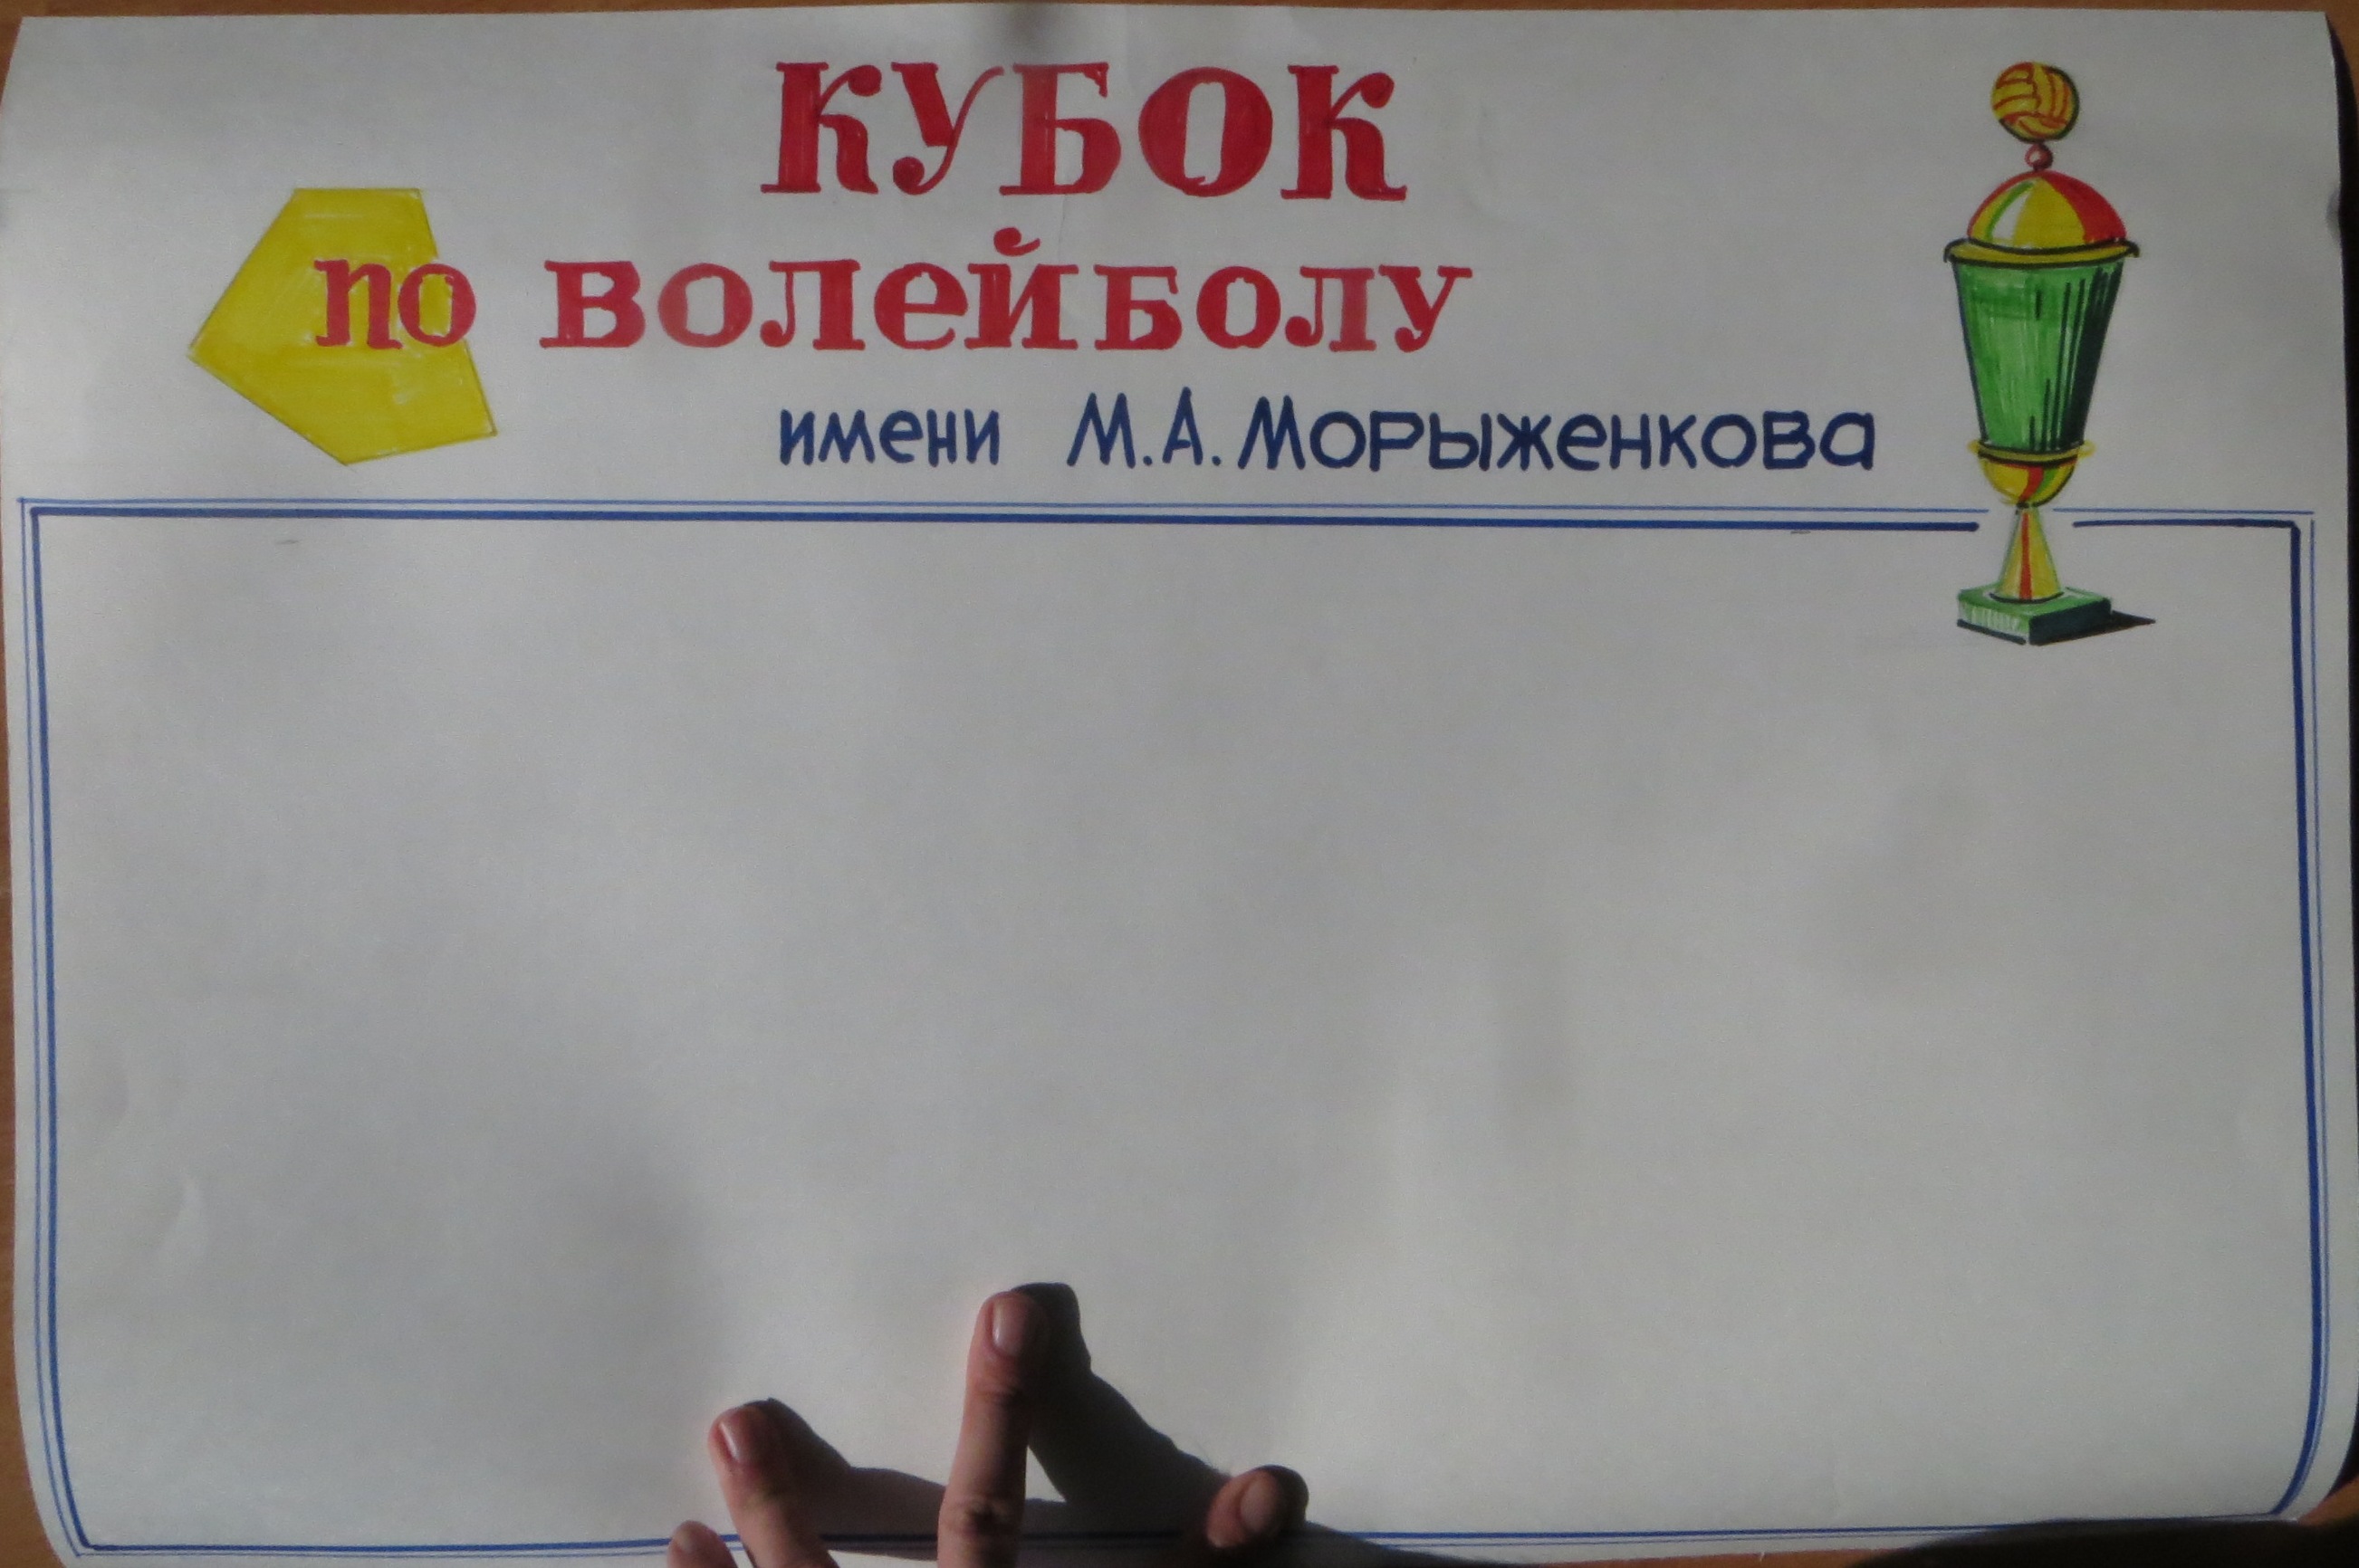 КУБОК
по волейболу
имени М.А.Морыженкова